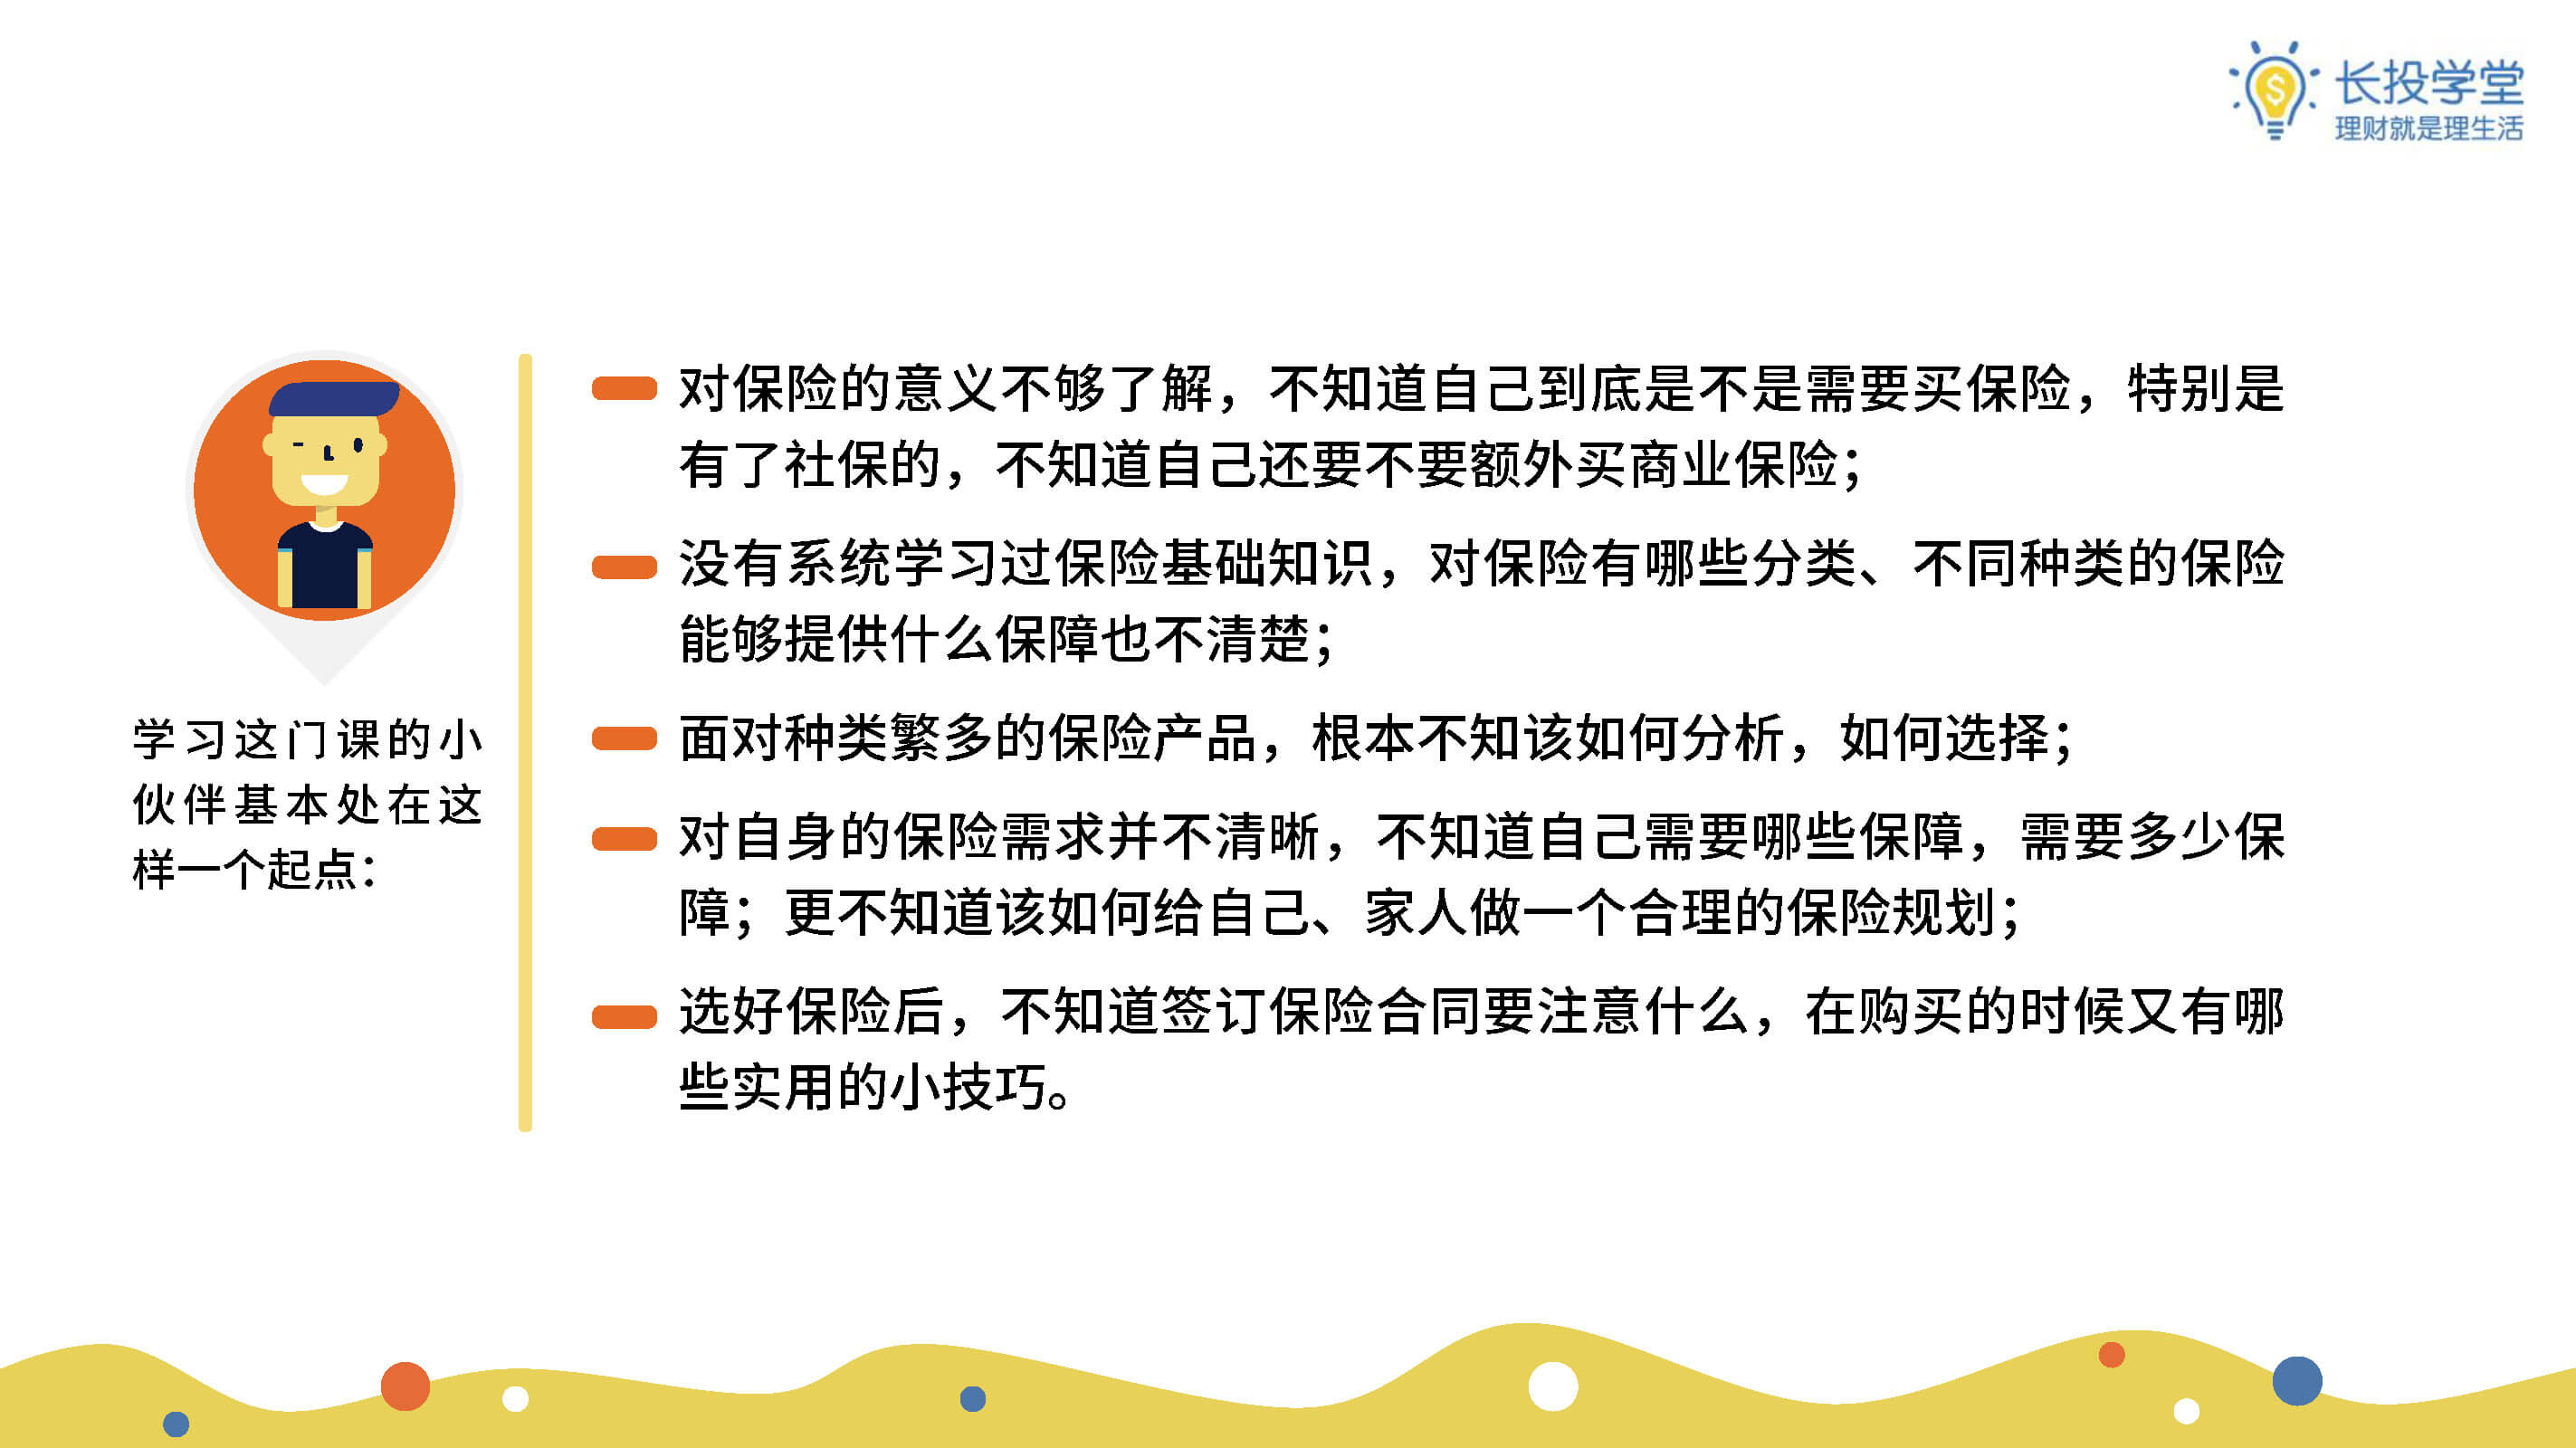 长投学堂
理财就是理生活
学习这门课的小
伙伴基本处在这
样一个起点：
对保险的意义不够了解，不知道自己到底是不是需要买保险，特别是
有了社保的，不知道自己还要不要额外买商业保险；
没有系统学习过保险基础知识，对保险有哪些分类、不同种类的保险
能够提供什么保障也不清楚；
面对种类繁多的保险产品，根本不知该如何分析，如何选择；
对自身的保险需求并不清晰，不知道自己需要哪些保障，需要多少保
障；更不知道该如何给自己、家人做一个合理的保险规划；
选好保险后，不知道签订保险合同要注意什么，在购买的时候又有哪
些实用的小技巧。